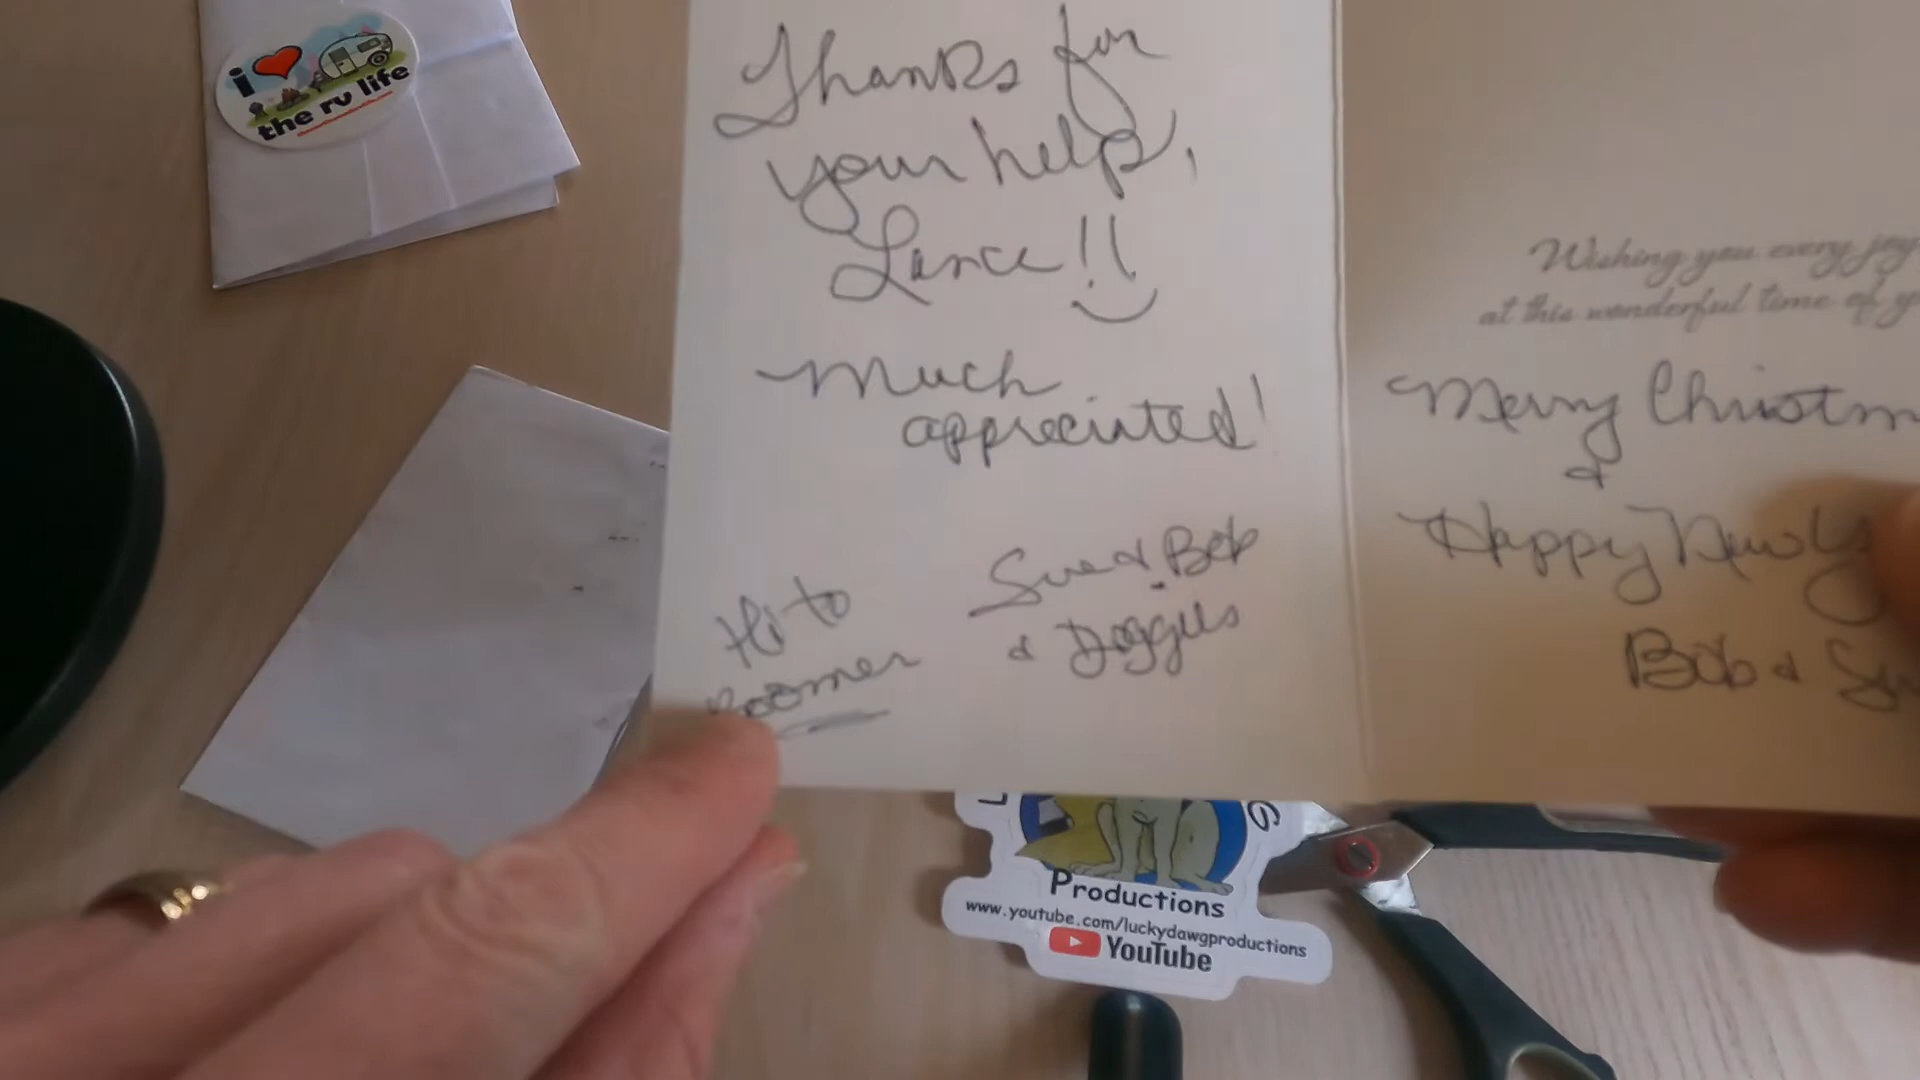 i
the rv life
Thanks for
your help,
Lance!!
Much
appreciated!
Hi to
Boomer
Sue & Bob
& Doggies
Wishing you every joy
at this wonderful time of
Merry Christm
&
Happy New Y
Bob & Su
G
Productions
www.youtube.com/luckydawgproductions
YouTube